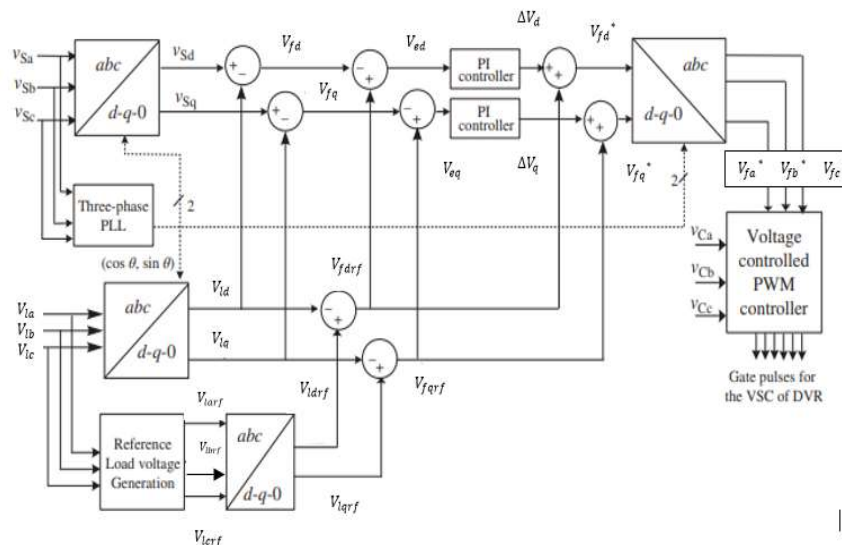 ΔV_d
V_fd*
v_Sa
v_Sb
v_Sc
abc
d-q-0
v_Sd
v_Sq
+
−
V_fd
+
−
V_fq
−
+
V_ed
−
+
V_eq
PI
controller
PI
controller
ΔV_q
+
+
+
+
V_fq*
abc
d-q-0
2
V_fa*
V_fb*
V_fc
Three-phase
PLL
2
(cos θ, sin θ)
v_Ca
v_Cb
v_Cc
Voltage
controlled
PWM
controller
Gate pulses for
the VSC of DVR
V_la
V_lb
V_lc
abc
d-q-0
V_ld
V_lq
V_fdrf
−
+
−
+
V_ldrf
V_fqrf
Reference
Load voltage
Generation
V_larf
V_lbrf
V_lcrf
abc
d-q-0
V_lqrf